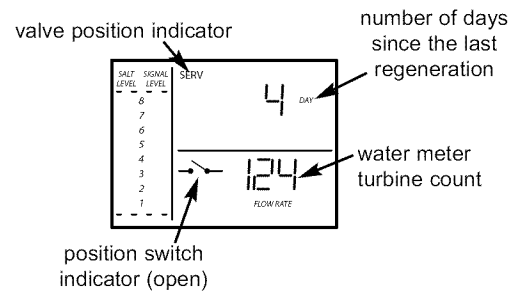 number of days
since the last
regeneration
valve position indicator
SALT LEVEL
SIGNAL LEVEL
SERV
8
7
6
5
4
3
2
1
4 DAY
124
FLOW RATE
water meter
turbine count
position switch
indicator (open)